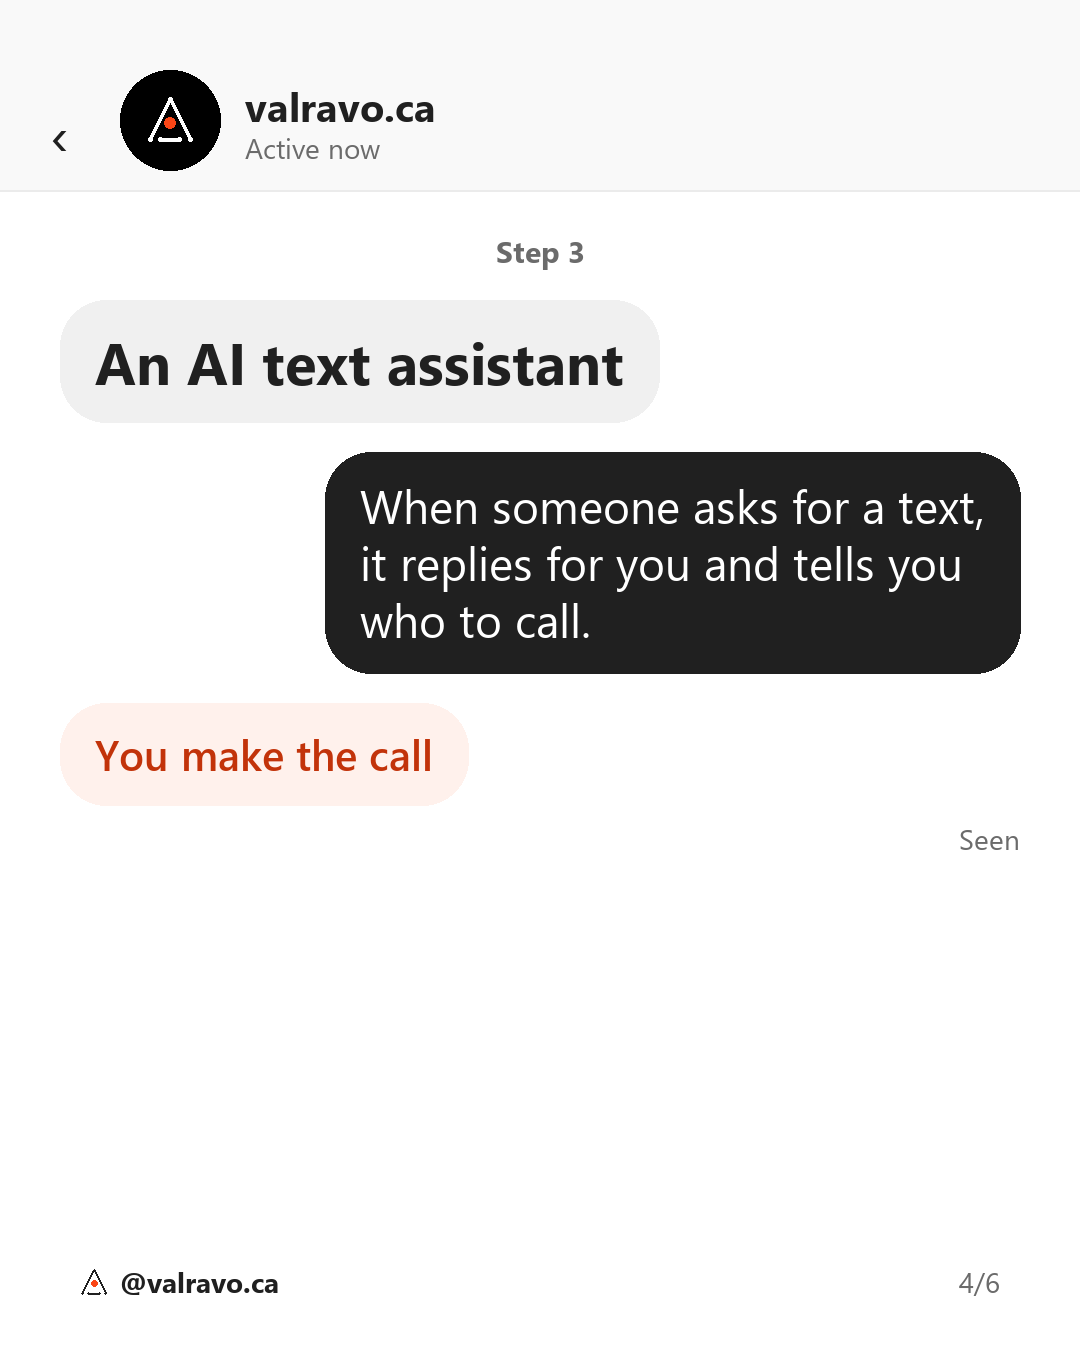 valravo.ca
Active now
Step 3
An AI text assistant
When someone asks for a text,
it replies for you and tells you
who to call.
You make the call
Seen
@valravo.ca
4/6